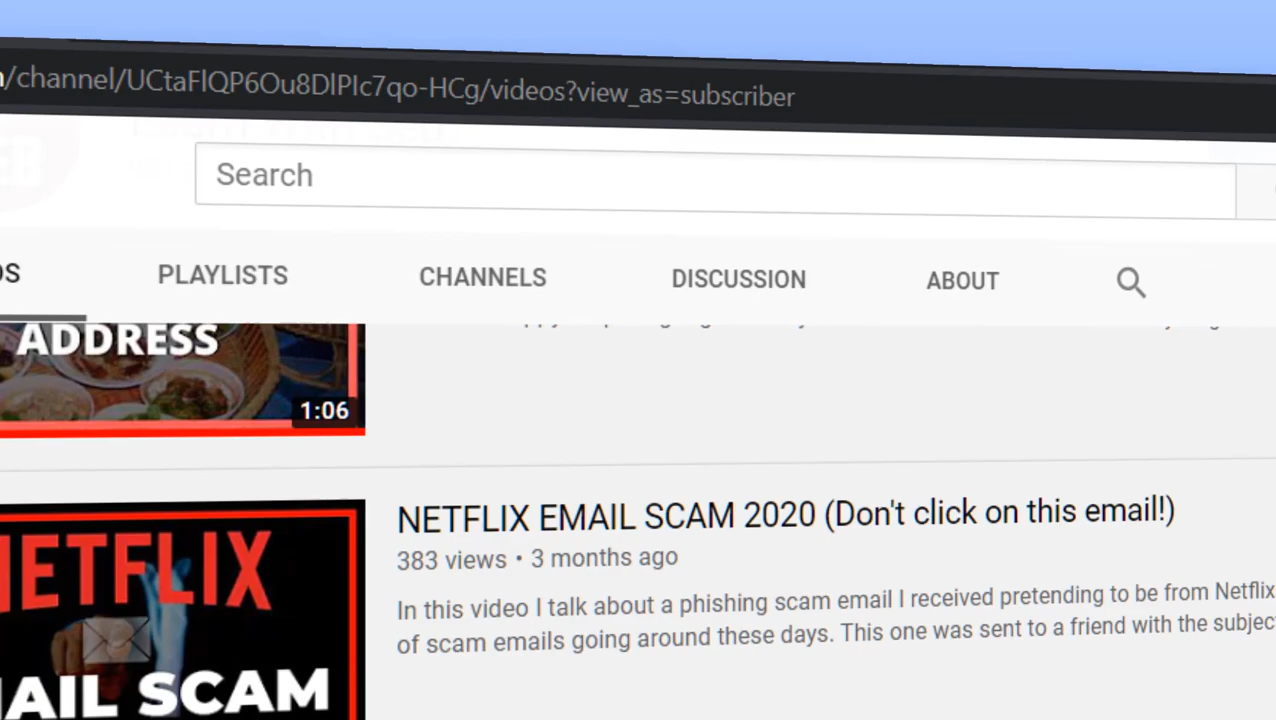 /channel/UCtaFlQP6Ou8DlPIc7qo-HCg/videos?view_as=subscriber
Search
OS PLAYLISTS CHANNELS DISCUSSION ABOUT
ADDRESS
1:06
NETFLIX EMAIL SCAM 2020 (Don't click on this email!)
383 views • 3 months ago
In this video I talk about a phishing scam email I received pretending to be from Netflix
of scam emails going around these days. This one was sent to a friend with the subjec
NETFLIX
AIL SCAM